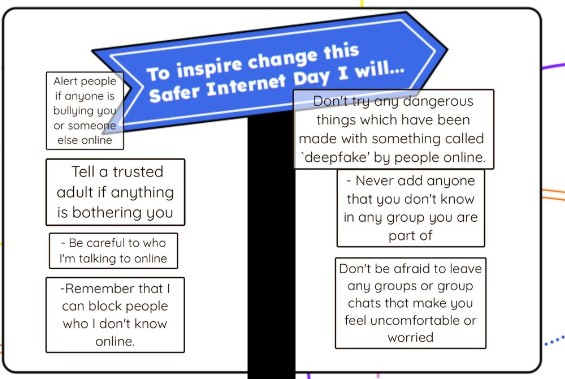 To inspire change this
Safer Internet Day I will...
Alert people
if anyone is
bullying you
or someone
else online
Tell a trusted
adult if anything
is bothering you
- Be careful to who
I'm talking to online
-Remember that I
can block people
who I don't know
online.
Don't try any dangerous
things which have been
made with something called
`deepfake' by people online.
- Never add anyone
that you don't know
in any group you are
part of
Don't be afraid to leave
any groups or group
chats that make you
feel uncomfortable or
worried